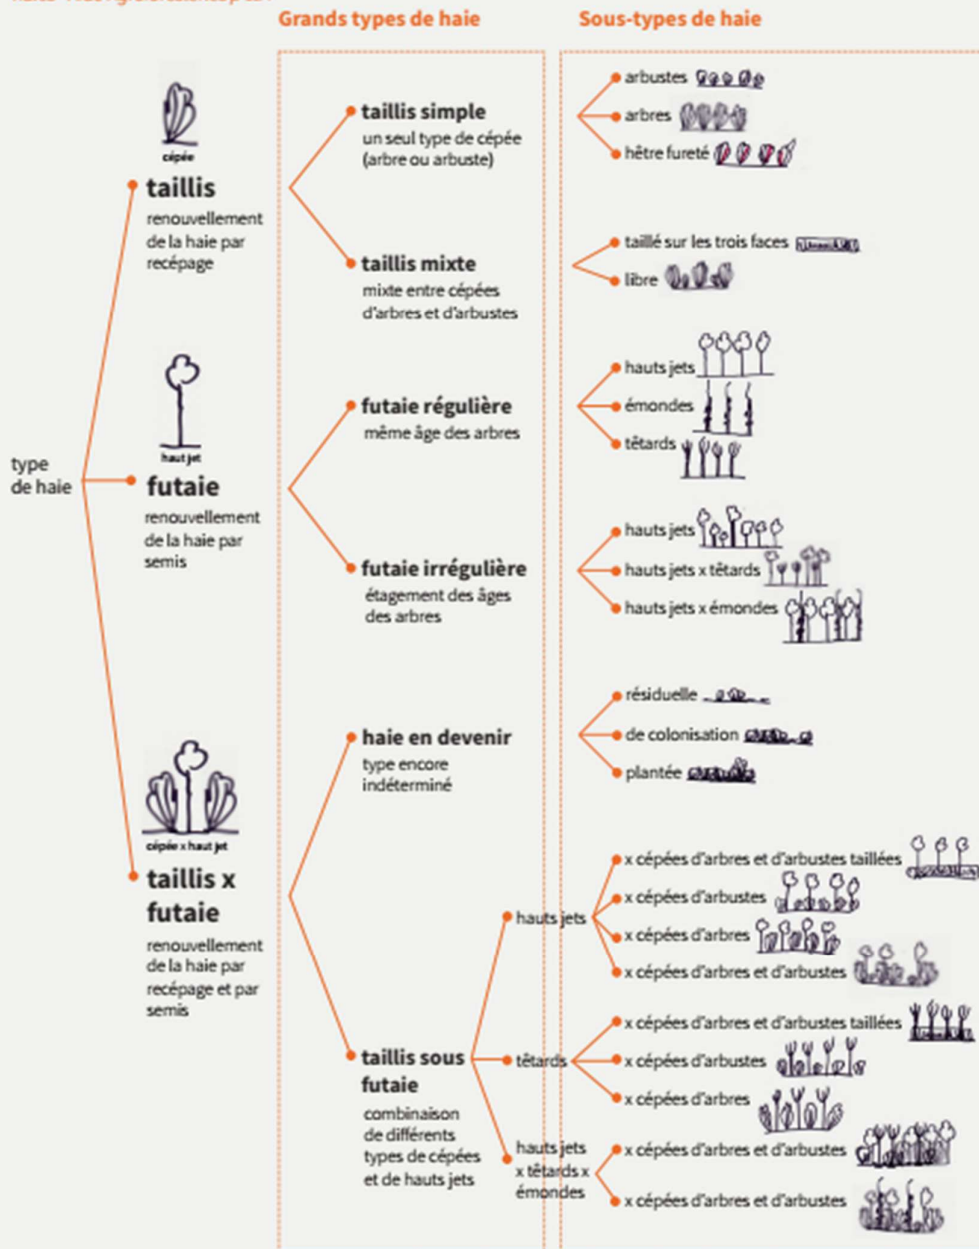 Grands types de haie
Sous-types de haie
cépée
taillis
renouvellement
de la haie par
recépage
taillis simple
un seul type de cépée
(arbre ou arbuste)
arbustes
arbres
hêtre fureté
taillis mixte
mixte entre cépées
d'arbres et d'arbustes
taillé sur les trois faces
libre
type
de haie
haut jet
futaie
renouvellement
de la haie par
semis
futaie régulière
même âge des arbres
hauts jets
émondes
têtards
futaie irrégulière
étagement des âges
des arbres
hauts jets
hauts jets x têtards
hauts jets x émondes
cépée x haut jet
taillis x
futaie
renouvellement
de la haie par
recépage et par
semis
haie en devenir
type encore
indéterminé
résiduelle
de colonisation
plantée
taillis sous
futaie
combinaison
de différents
types de cépées
et de hauts jets
hauts jets
x cépées d'arbres et d'arbustes taillées
x cépées d'arbustes
x cépées d'arbres
x cépées d'arbres et d'arbustes
têtards
x cépées d'arbres et d'arbustes taillées
x cépées d'arbustes
x cépées d'arbres
hauts jets
x têtards x
émondes
x cépées d'arbres et d'arbustes
x cépées d'arbres et d'arbustes